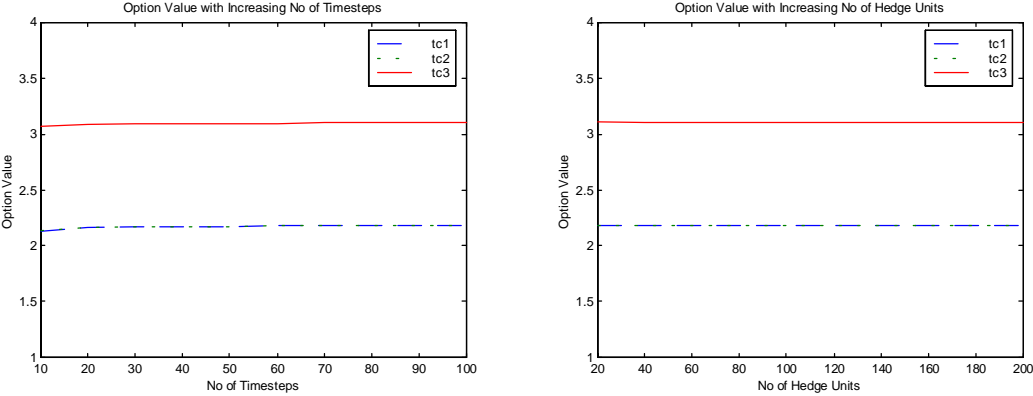 Option Value with Increasing No of Timesteps
4
3.5
3
2.5
2
1.5
1
Option Value
tc1
tc2
tc3
10 20 30 40 50 60 70 80 90 100
No of Timesteps
Option Value with Increasing No of Hedge Units
4
3.5
3
2.5
2
1.5
1
Option Value
tc1
tc2
tc3
20 40 60 80 100 120 140 160 180 200
No of Hedge Units